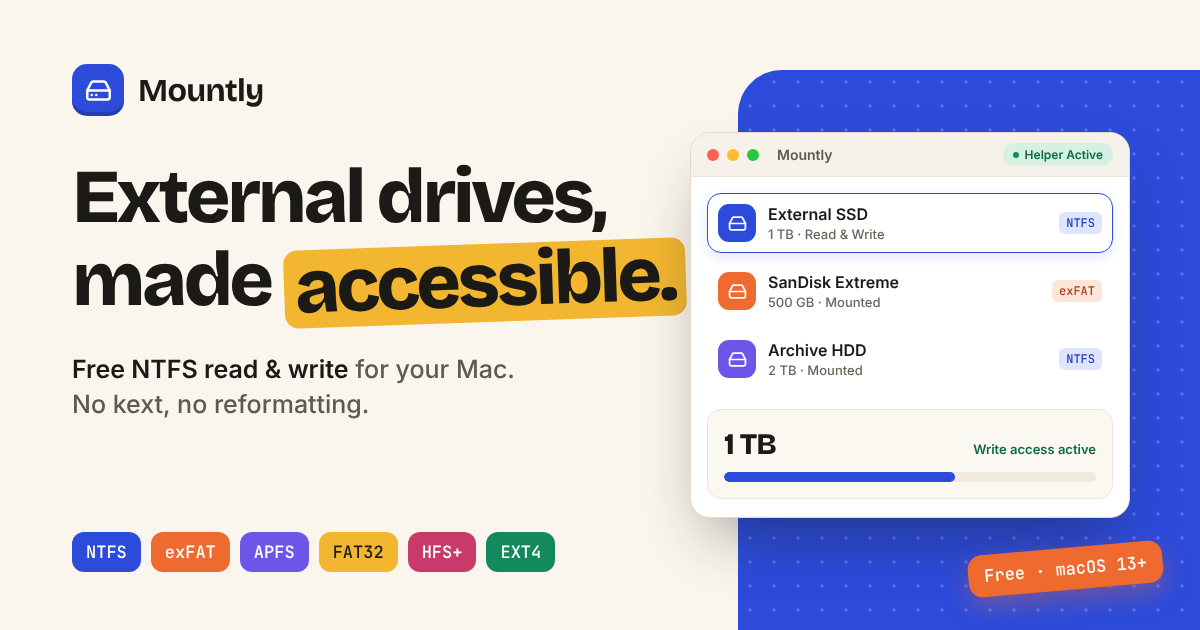 Mountly
External drives,
made accessible.
Free NTFS read & write for your Mac.
No kext, no reformatting.
NTFS exFAT APFS FAT32 HFS+ EXT4
Mountly Helper Active
External SSD
1 TB · Read & Write
NTFS
SanDisk Extreme
500 GB · Mounted
exFAT
Archive HDD
2 TB · Mounted
NTFS
1 TB
Write access active
Free · macOS 13+